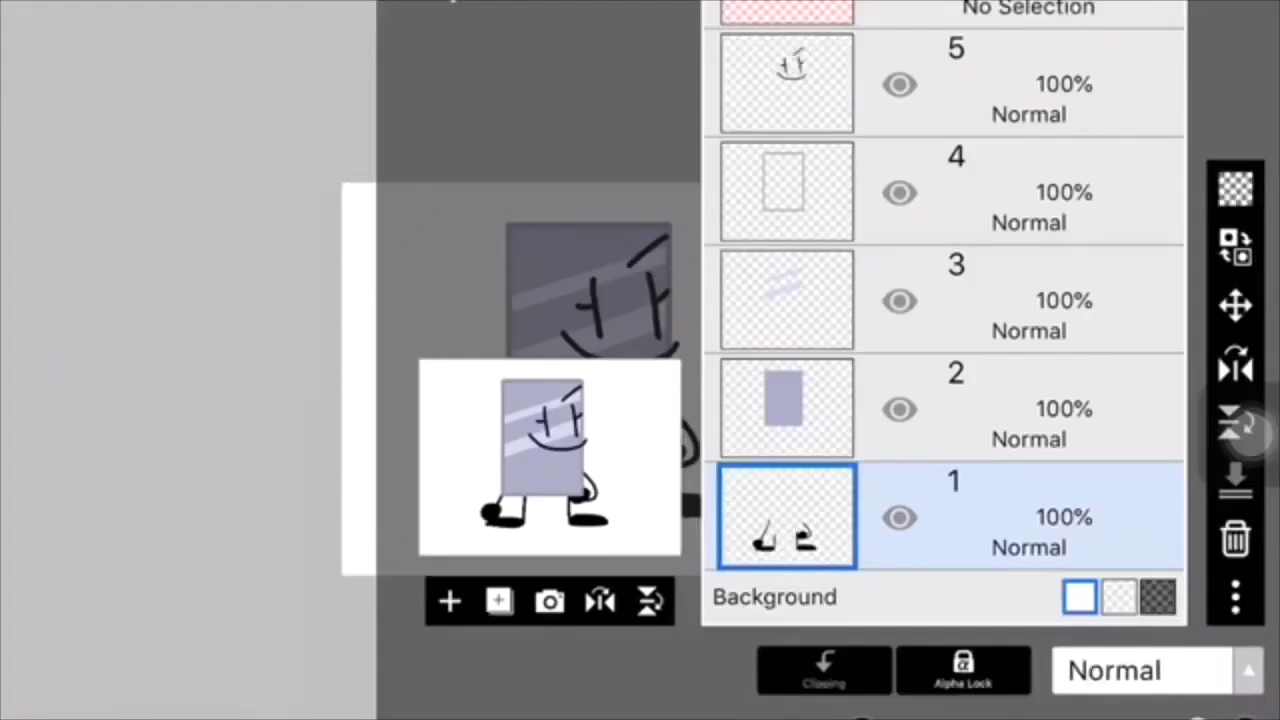 No Selection
5
100%
Normal
4
100%
Normal
3
100%
Normal
2
100%
Normal
1
100%
Normal
Background
Clipping
Alpha Lock
Normal